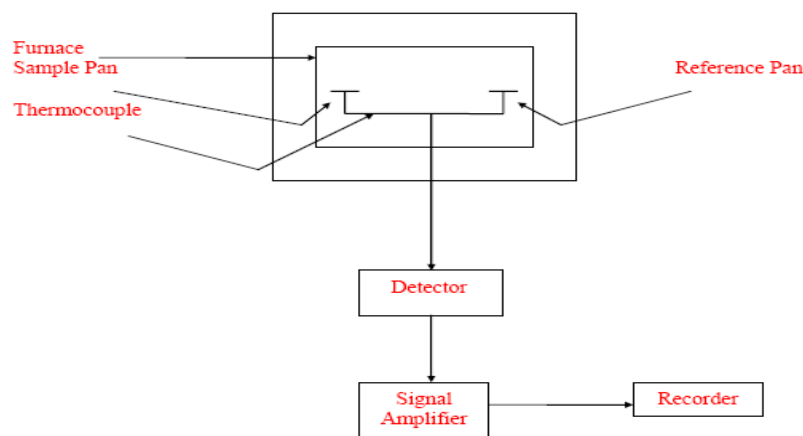 Furnace
Sample Pan
Thermocouple
Reference Pan
Detector
Signal
Amplifier
Recorder